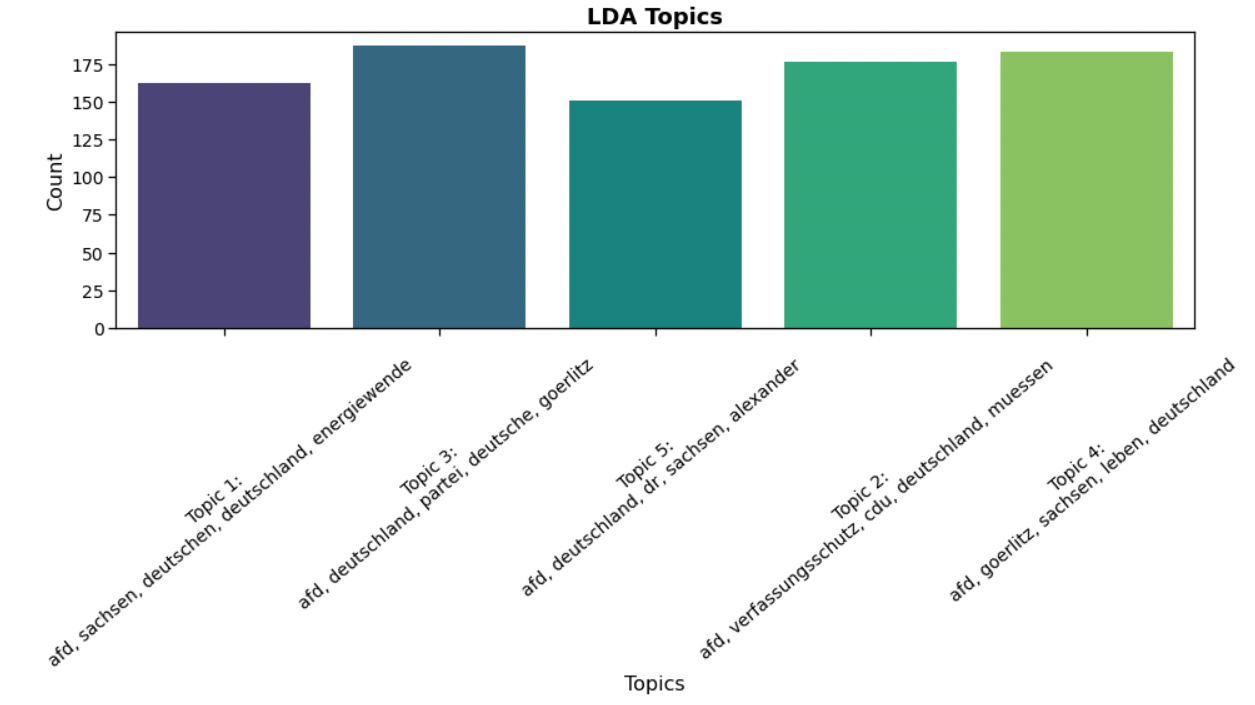 LDA Topics
Count
175
150
125
100
75
50
25
0
Topic 1:
afd, sachsen, deutschen, deutschland, energiewende
Topic 3:
afd, deutschland, partei, deutsche, goerlitz
Topic 5:
afd, deutschland, dr, sachsen, alexander
Topic 2:
afd, verfassungsschutz, cdu, deutschland, muessen
Topic 4:
afd, goerlitz, sachsen, leben, deutschland
Topics